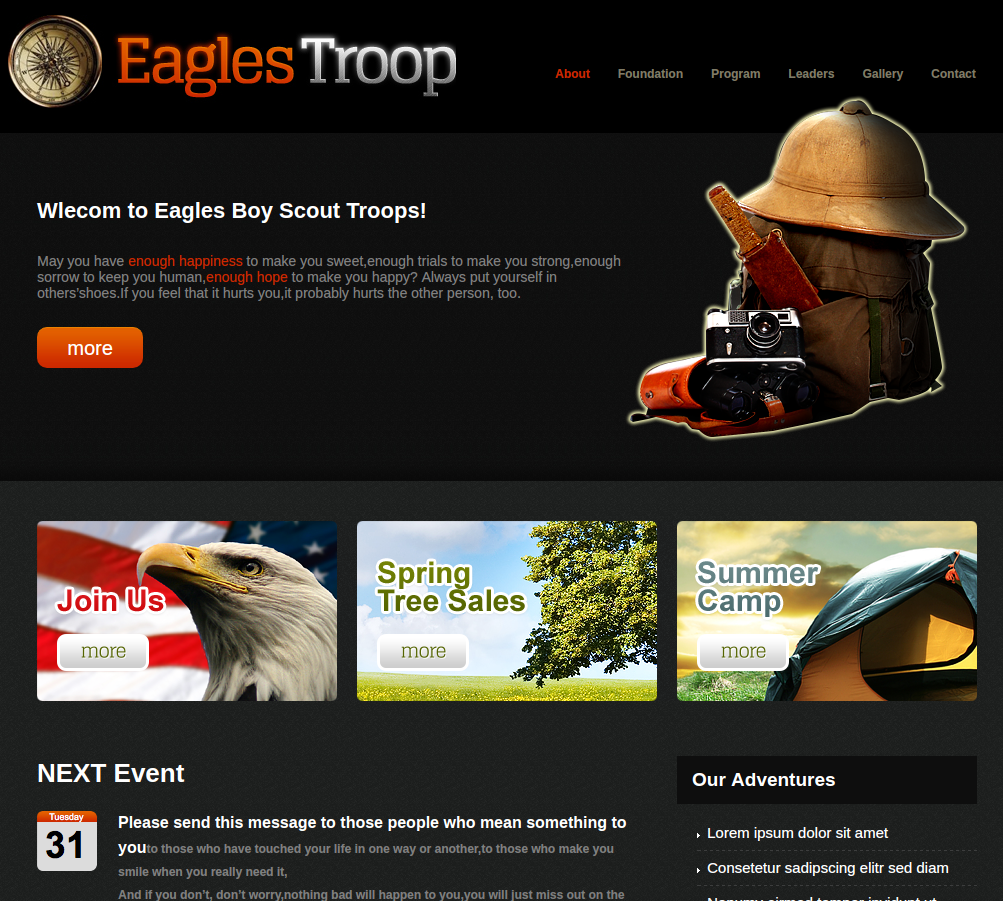 Eagles Troop
About Foundation Program Leaders Gallery Contact
Wlecom to Eagles Boy Scout Troops!
May you have enough happiness to make you sweet,enough trials to make you strong,enough
sorrow to keep you human,enough hope to make you happy? Always put yourself in
others'shoes.If you feel that it hurts you,it probably hurts the other person, too.
more
Join Us
more
Spring
Tree Sales
more
Summer
Camp
more
NEXT Event
Tuesday
31
Please send this message to those people who mean something to
youto those who have touched your life in one way or another,to those who make you
smile when you really need it,
And if you don't, don't worry,nothing bad will happen to you,you will just miss out on the
Our Adventures
Lorem ipsum dolor sit amet
Consetetur sadipscing elitr sed diam